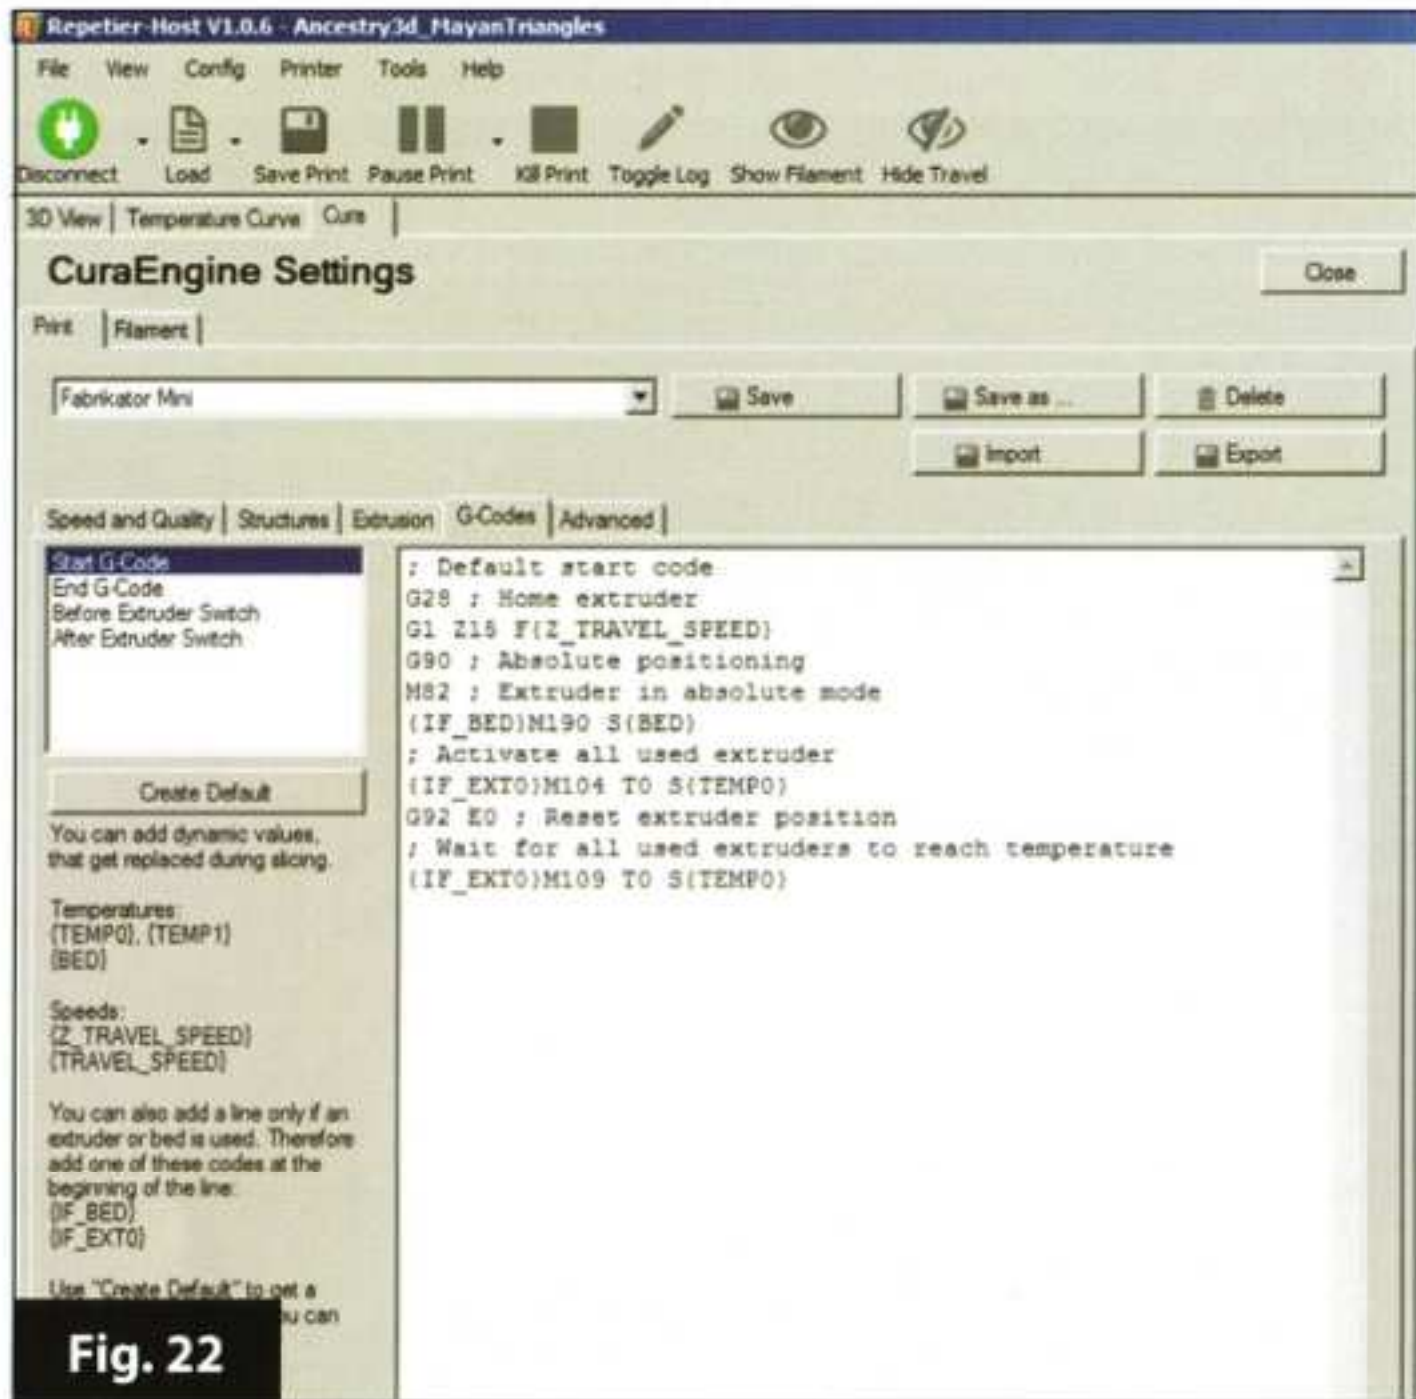 Repetier-Host V1.0.6 - Ancestry3d_MayanTriangles
File View Config Printer Tools Help
Disconnect Load Save Print Pause Print Kill Print Toggle Log Show Filament Hide Travel
3D View Temperature Curve Cura
CuraEngine Settings
Close
Print Filament
Fabrikator Mini Save Save as ... Delete
Import Export
Speed and Quality Structures Extrusion G-Codes Advanced
Start G-Code
End G-Code
Before Extruder Switch
After Extruder Switch
Create Default
You can add dynamic values,
that get replaced during slicing.
Temperatures:
{TEMP0}, {TEMP1}
{BED}
Speeds:
{Z_TRAVEL_SPEED}
{TRAVEL_SPEED}
You can also add a line only if an
extruder or bed is used. Therefore
add one of these codes at the
beginning of the line:
{IF_BED}
{IF_EXT0}
Use "Create Default" to get a
can
; Default start code
G28 ; Home extruder
G1 Z15 F{Z_TRAVEL_SPEED}
G90 ; Absolute positioning
M82 ; Extruder in absolute mode
{IF_BED}M190 S{BED}
; Activate all used extruder
{IF_EXT0}M104 T0 S{TEMP0}
G92 E0 ; Reset extruder position
; Wait for all used extruders to reach temperature
{IF_EXT0}M109 T0 S{TEMP0}
Fig. 22